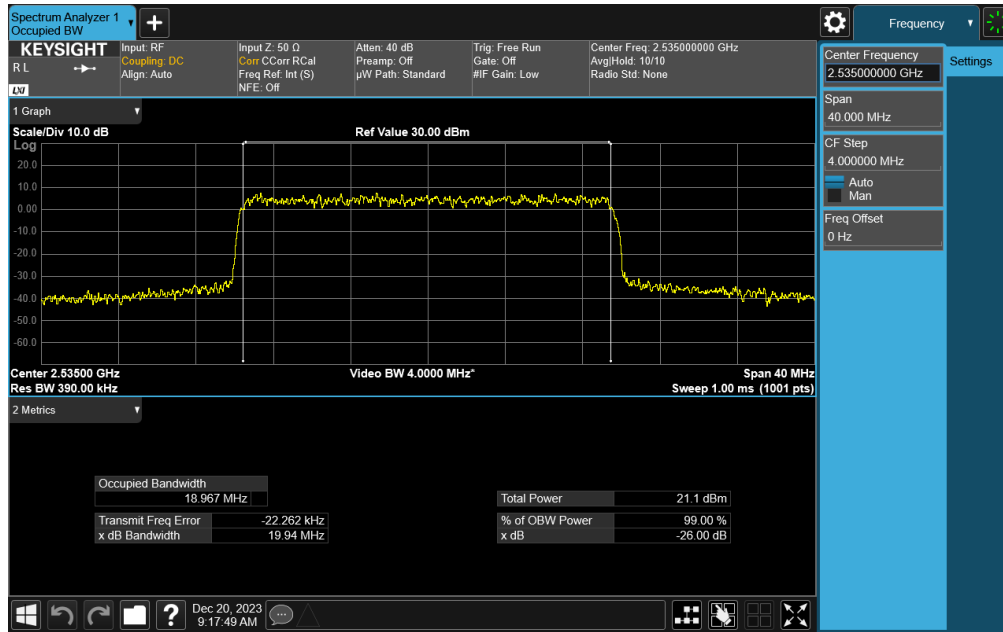 Spectrum Analyzer 1
Occupied BW
Frequency
KEYSIGHT
R L
LXI
Input: RF
Coupling: DC
Align: Auto
Input Z: 50 Ω
Corr CCorr RCal
Freq Ref: Int (S)
NFE: Off
Atten: 40 dB
Preamp: Off
µW Path: Standard
Trig: Free Run
Gate: Off
#IF Gain: Low
Center Freq: 2.535000000 GHz
Avg|Hold: 10/10
Radio Std: None
Center Frequency
2.535000000 GHz
Settings
Span
40.000 MHz
CF Step
4.000000 MHz
Auto
Man
Freq Offset
0 Hz
1 Graph
Scale/Div 10.0 dB
Ref Value 30.00 dBm
Log
20.0
10.0
0.00
-10.0
-20.0
-30.0
-40.0
-50.0
-60.0
Center 2.53500 GHz
Video BW 4.0000 MHz*
Span 40 MHz
Res BW 390.00 kHz
Sweep 1.00 ms (1001 pts)
2 Metrics
Occupied Bandwidth
18.967 MHz
Total Power 21.1 dBm
Transmit Freq Error -22.262 kHz
% of OBW Power 99.00 %
x dB Bandwidth 19.94 MHz
x dB -26.00 dB
Dec 20, 2023
9:17:49 AM